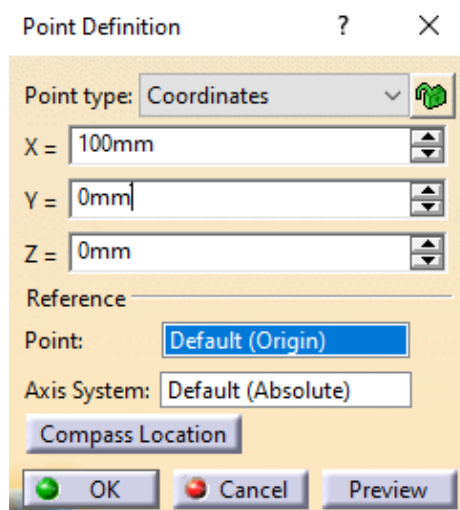 Point Definition ? ×
Point type: Coordinates
X = 100mm
Y = 0mm
Z = 0mm
Reference
Point: Default (Origin)
Axis System: Default (Absolute)
Compass Location
OK Cancel Preview